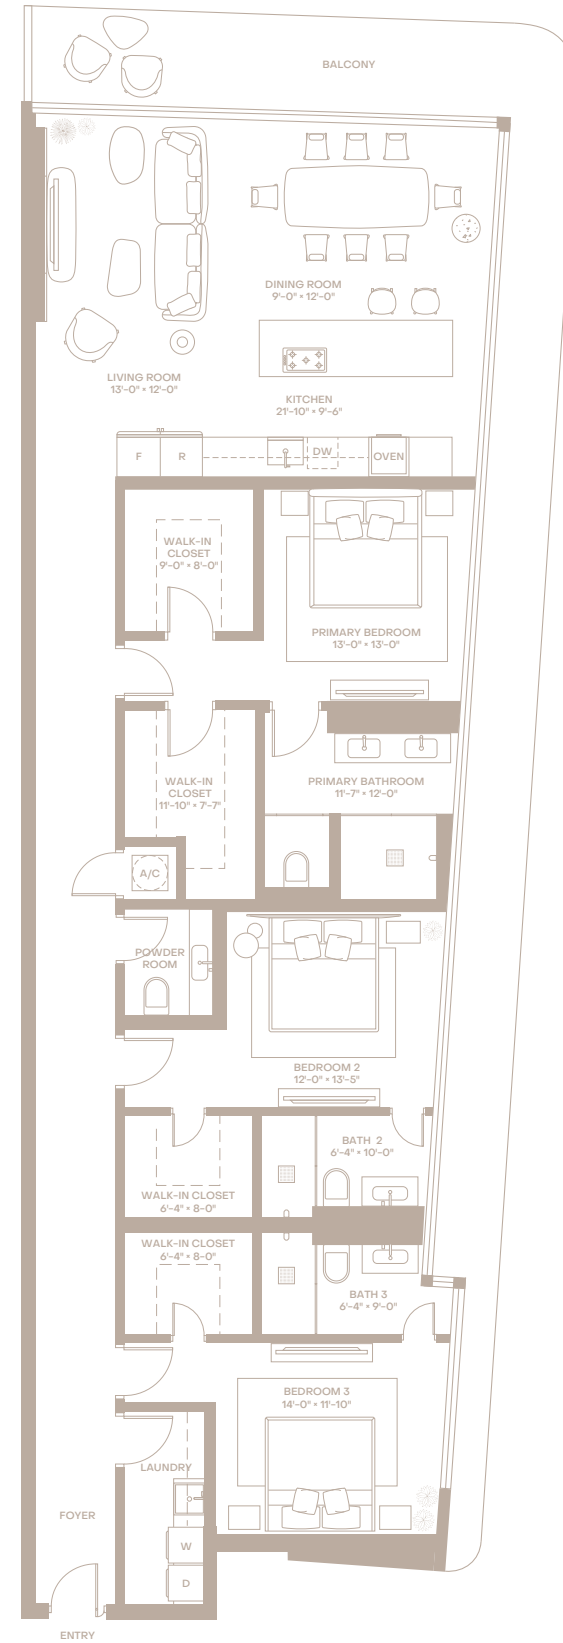 BALCONY
DINING ROOM
9'-0" × 12'-0"
LIVING ROOM
13'-0" × 12'-0"
KITCHEN
21'-10" × 9'-6"
F
R
DW
OVEN
WALK-IN
CLOSET
9'-0" × 8'-0"
PRIMARY BEDROOM
13'-0" × 13'-0"
WALK-IN
CLOSET
11'-10" × 7'-7"
PRIMARY BATHROOM
11'-7" × 12'-0"
A/C
POWDER
ROOM
BEDROOM 2
12'-0" × 13'-5"
BATH 2
6'-4" × 10'-0"
WALK-IN CLOSET
6'-4" × 8-0"
WALK-IN CLOSET
6'-4" × 8-0"
BATH 3
6'-4" × 9'-0"
BEDROOM 3
14'-0" × 11'-10"
LAUNDRY
FOYER
W
D
ENTRY